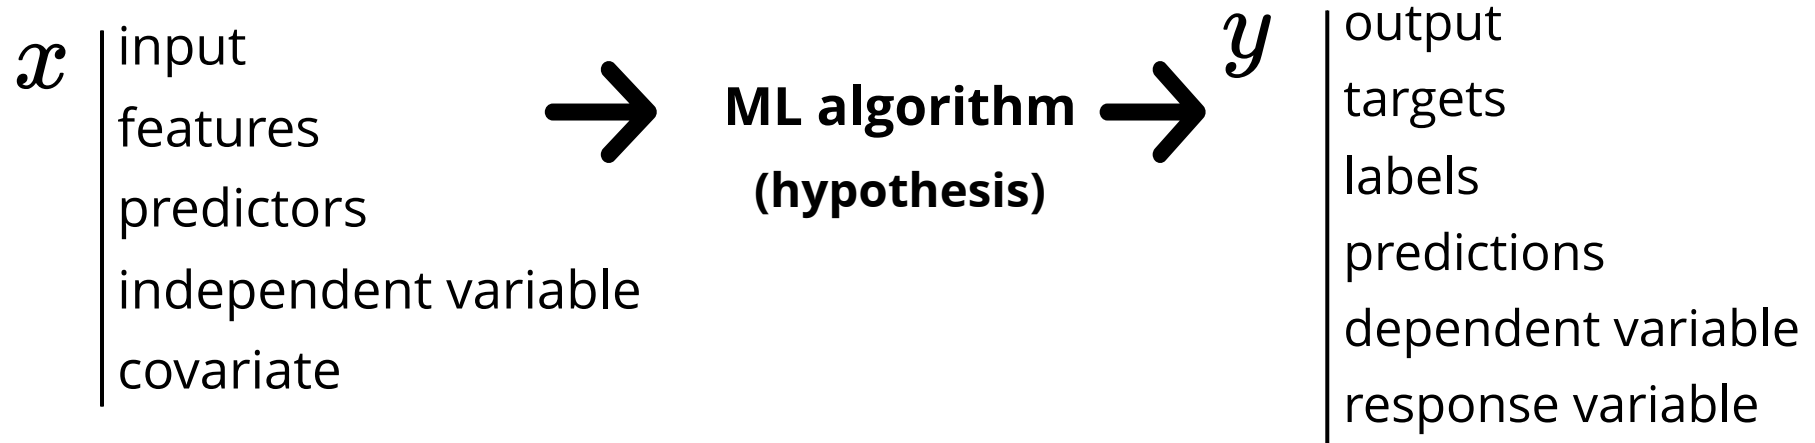 x
input
features
predictors
independent variable
covariate
ML algorithm
(hypothesis)
y
output
targets
labels
predictions
dependent variable
response variable